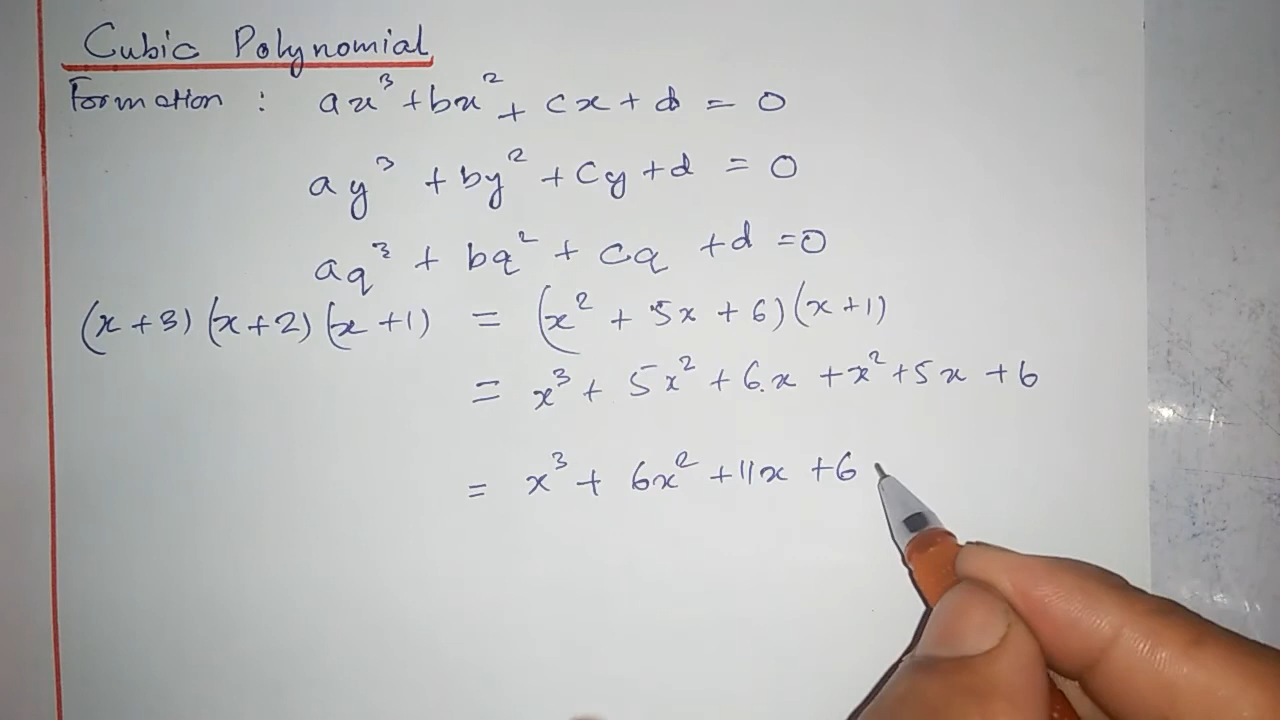 Cubic Polynomial
Formation : ax³ + bx² + cx + d = 0
ay³ + by² + cy + d = 0
aq³ + bq² + cq + d = 0
(x + 3) (x + 2) (x + 1) = (x² + 5x + 6) (x + 1)
= x³ + 5x² + 6x + x² + 5x + 6
= x³ + 6x² + 11x + 6